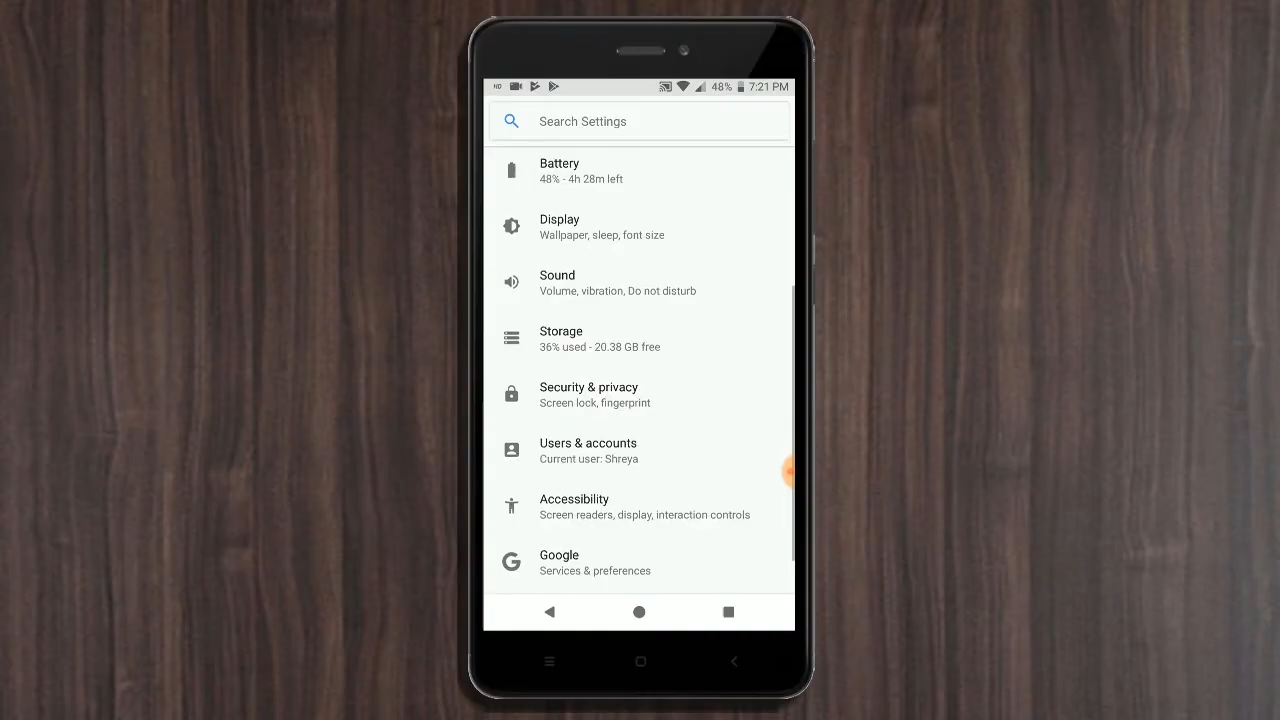 HD 48% 7:21 PM
Search Settings
Battery
48% - 4h 28m left
Display
Wallpaper, sleep, font size
Sound
Volume, vibration, Do not disturb
Storage
36% used - 20.38 GB free
Security & privacy
Screen lock, fingerprint
Users & accounts
Current user: Shreya
Accessibility
Screen readers, display, interaction controls
Google
Services & preferences